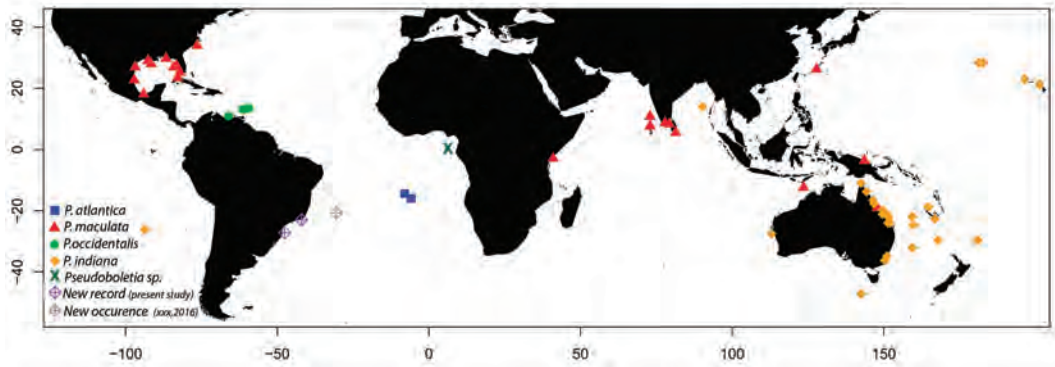 40
20
0
−20
−40
P. atlantica
P. maculata
P.occidentalis
P. indiana
Pseudoboletia sp.
New record (present study)
New occurence (xxx,2016)
−100 −50 0 50 100 150